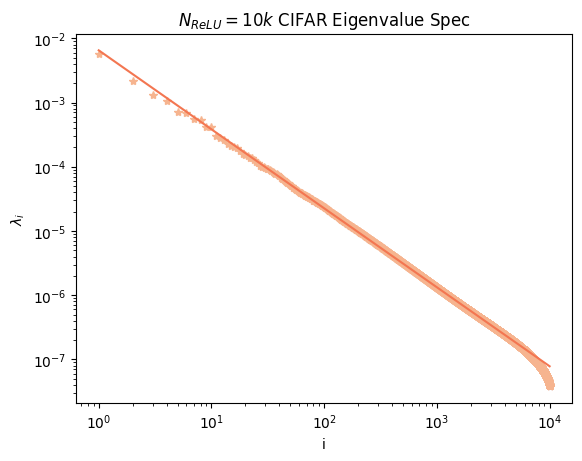 $N_{ReLU} = 10k$ CIFAR Eigenvalue Spec
$10^{-2}$
$10^{-3}$
$10^{-4}$
$10^{-5}$
$10^{-6}$
$10^{-7}$
$\lambda_i$
$10^0$ $10^1$ $10^2$ $10^3$ $10^4$
i